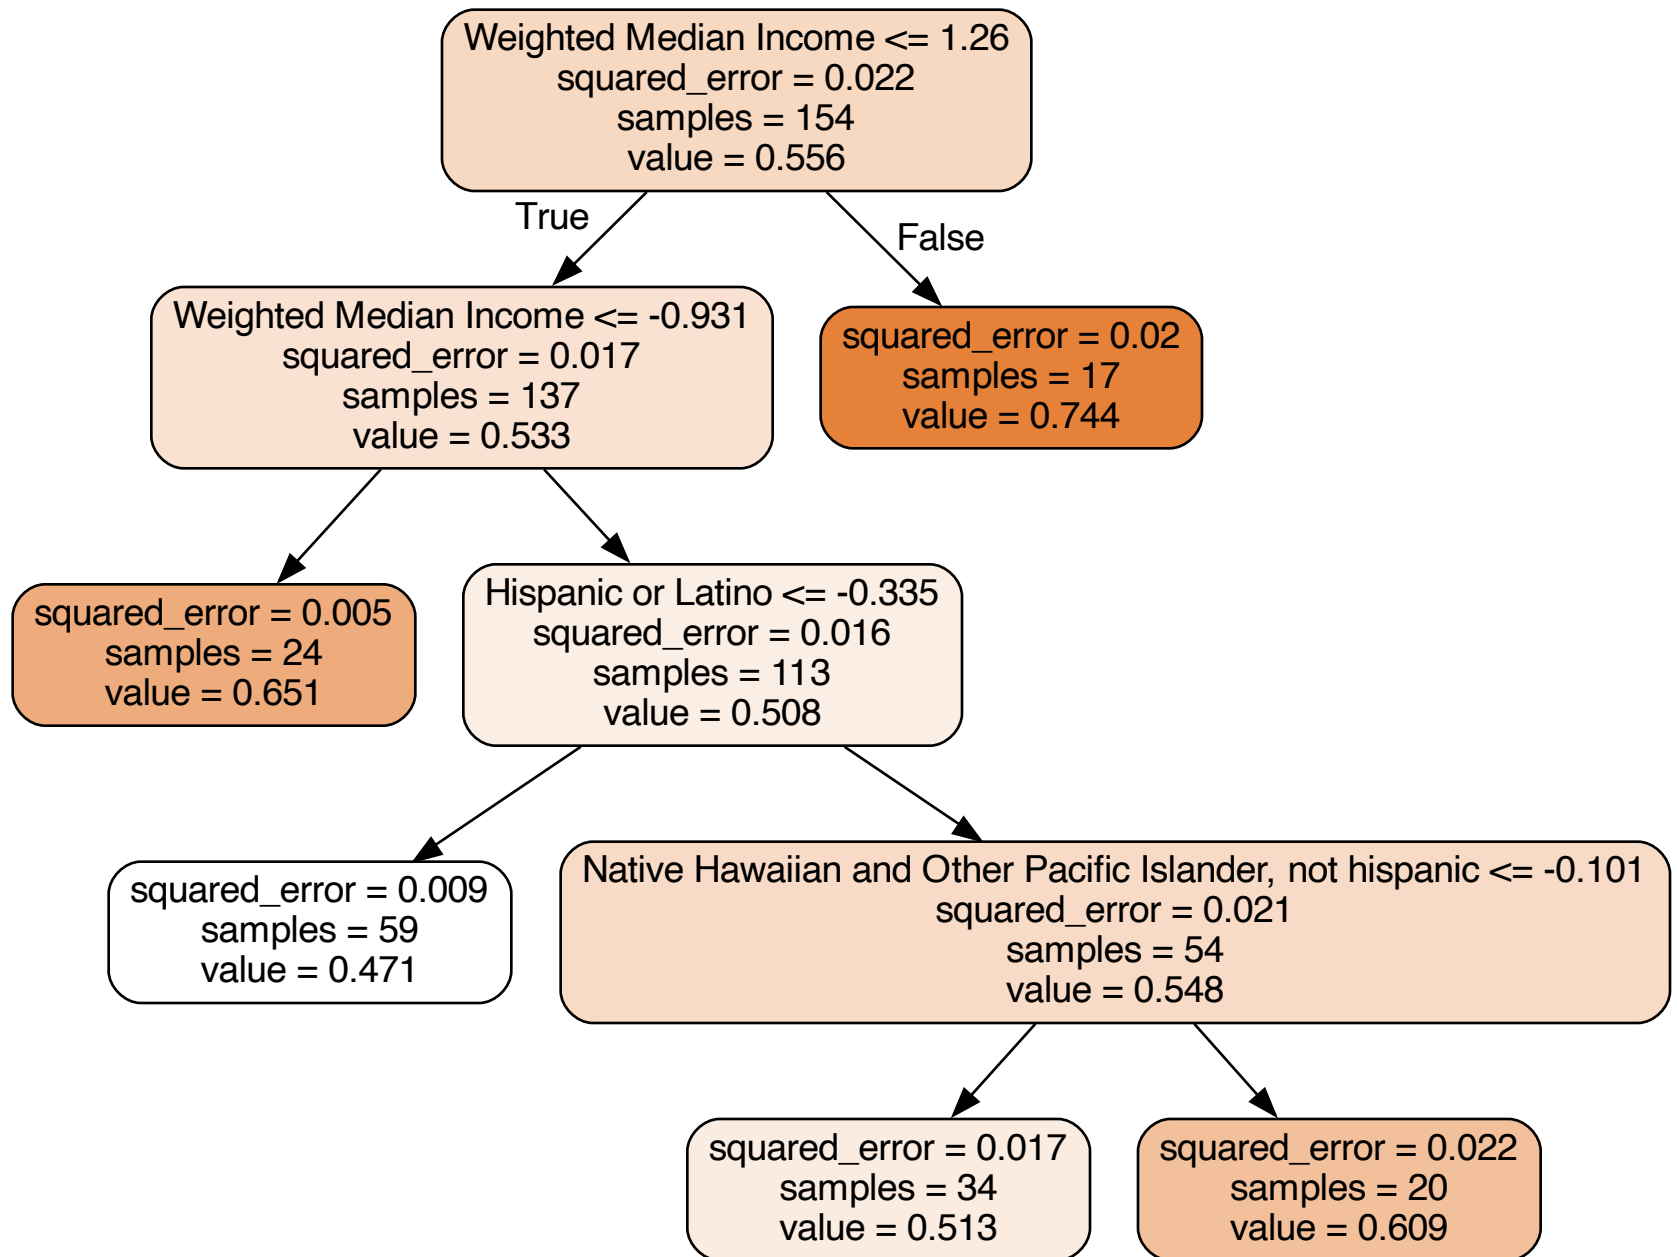 Weighted Median Income <= 1.26
squared_error = 0.022
samples = 154
value = 0.556
True
False
Weighted Median Income <= -0.931
squared_error = 0.017
samples = 137
value = 0.533
squared_error = 0.02
samples = 17
value = 0.744
squared_error = 0.005
samples = 24
value = 0.651
Hispanic or Latino <= -0.335
squared_error = 0.016
samples = 113
value = 0.508
squared_error = 0.009
samples = 59
value = 0.471
Native Hawaiian and Other Pacific Islander, not hispanic <= -0.101
squared_error = 0.021
samples = 54
value = 0.548
squared_error = 0.017
samples = 34
value = 0.513
squared_error = 0.022
samples = 20
value = 0.609